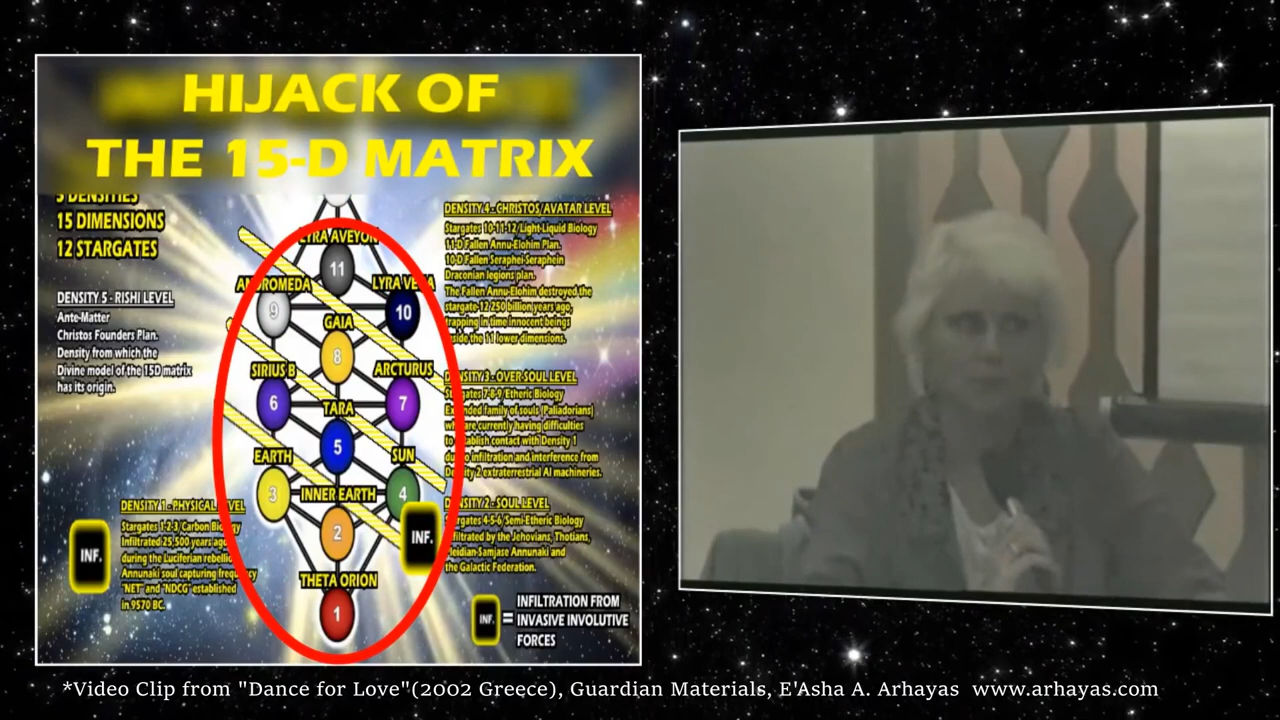 HIJACK OF
THE 15-D MATRIX
5 DENSITIES
15 DIMENSIONS
12 STARGATES
DENSITY 5 - RISHI LEVEL
Ante-Matter
Christos Founders Plan.
Density from which the
Divine model of the 15D matrix
has its origin.
DENSITY 1 - PHYSICAL LEVEL
Stargates 1-2-3/Carbon Biology
Infiltrated 25,500 years ago
during the Luciferian rebellion
Annunaki soul capturing frequency
"NET" and "NDCG" established
in 9570 BC.
INF.
LYRA AVEYON
11
ANDROMEDA
LYRA VEGA
9
10
GAIA
8
SIRIUS B
ARCTURUS
6
7
TARA
5
EARTH
SUN
3
INNER EARTH
4
2
INF.
THETA ORION
1
DENSITY 4 - CHRISTOS/AVATAR LEVEL
Stargates 10-11-12/Light-Liquid Biology
11-D Fallen Annu-Elohim Plan.
10-D Fallen Seraphei-Seraphein
Draconian legions plan.
The Fallen Annu-Elohim destroyed the
stargate-12 250 billion years ago,
trapping in time innocent beings
inside the 11 lower dimensions.
DENSITY 3 - OVER-SOUL LEVEL
Stargates 7-8-9/Etheric Biology
Extended family of souls (Paliadorians)
who are currently having difficulties
to establish contact with Density 1
due to infiltration and interference from
Density 2 extraterrestrial AI machineries.
DENSITY 2 - SOUL LEVEL
Stargates 4-5-6/Semi-Etheric Biology
Infiltrated by the Jehovians, Thotians,
Pleidian-Samjase Annunaki and
the Galactic Federation.
INF. = INFILTRATION FROM
INVASIVE INVOLUTIVE
FORCES
*Video Clip from "Dance for Love"(2002 Greece), Guardian Materials, E'Asha A. Arhayas www.arhayas.com